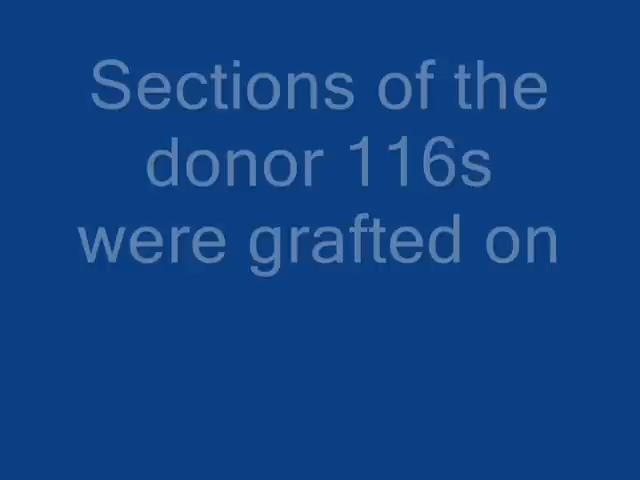 Sections of the
donor 116s
were grafted on